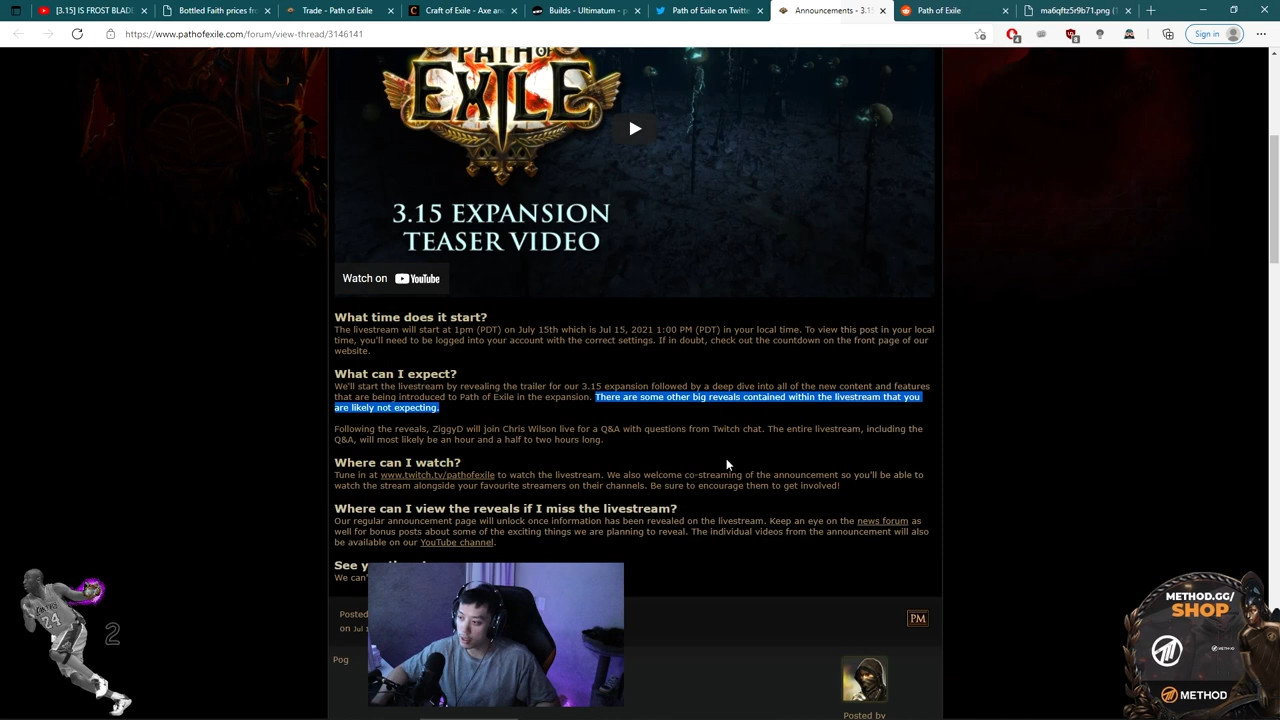 [3.15] IS FROST BLADE
Bottled Faith prices fr
Trade - Path of Exile
Craft of Exile - Axe and
Builds - Ultimatum - p
Path of Exile on Twitte
Announcements - 3.1
Path of Exile
ma6qftz5r9b71.png (1
https://www.pathofexile.com/forum/view-thread/3146141
Sign in
PATH OF
EXILE
3.15 EXPANSION
TEASER VIDEO
Watch on YouTube
What time does it start?
The livestream will start at 1pm (PDT) on July 15th which is Jul 15, 2021 1:00 PM (PDT) in your local time. To view this post in your local
time, you'll need to be logged into your account with the correct settings. If in doubt, check out the countdown on the front page of our
website.
What can I expect?
We'll start the livestream by revealing the trailer for our 3.15 expansion followed by a deep dive into all of the new content and features
that are being introduced to Path of Exile in the expansion. There are some other big reveals contained within the livestream that you
are likely not expecting.
Following the reveals, ZiggyD will join Chris Wilson live for a Q&A with questions from Twitch chat. The entire livestream, including the
Q&A, will most likely be an hour and a half to two hours long.
Where can I watch?
Tune in at www.twitch.tv/pathofexile to watch the livestream. We also welcome co-streaming of the announcement so you'll be able to
watch the stream alongside your favourite streamers on their channels. Be sure to encourage them to get involved!
Where can I view the reveals if I miss the livestream?
Our regular announcement page will unlock once information has been revealed on the livestream. Keep an eye on the news forum as
well for bonus posts about some of the exciting things we are planning to reveal. The individual videos from the announcement will also
be available on our YouTube channel.
See
We can'
Posted
on Jul
PM
Pog
Posted by
24
2
METHOD.GG/
SHOP
METHOD